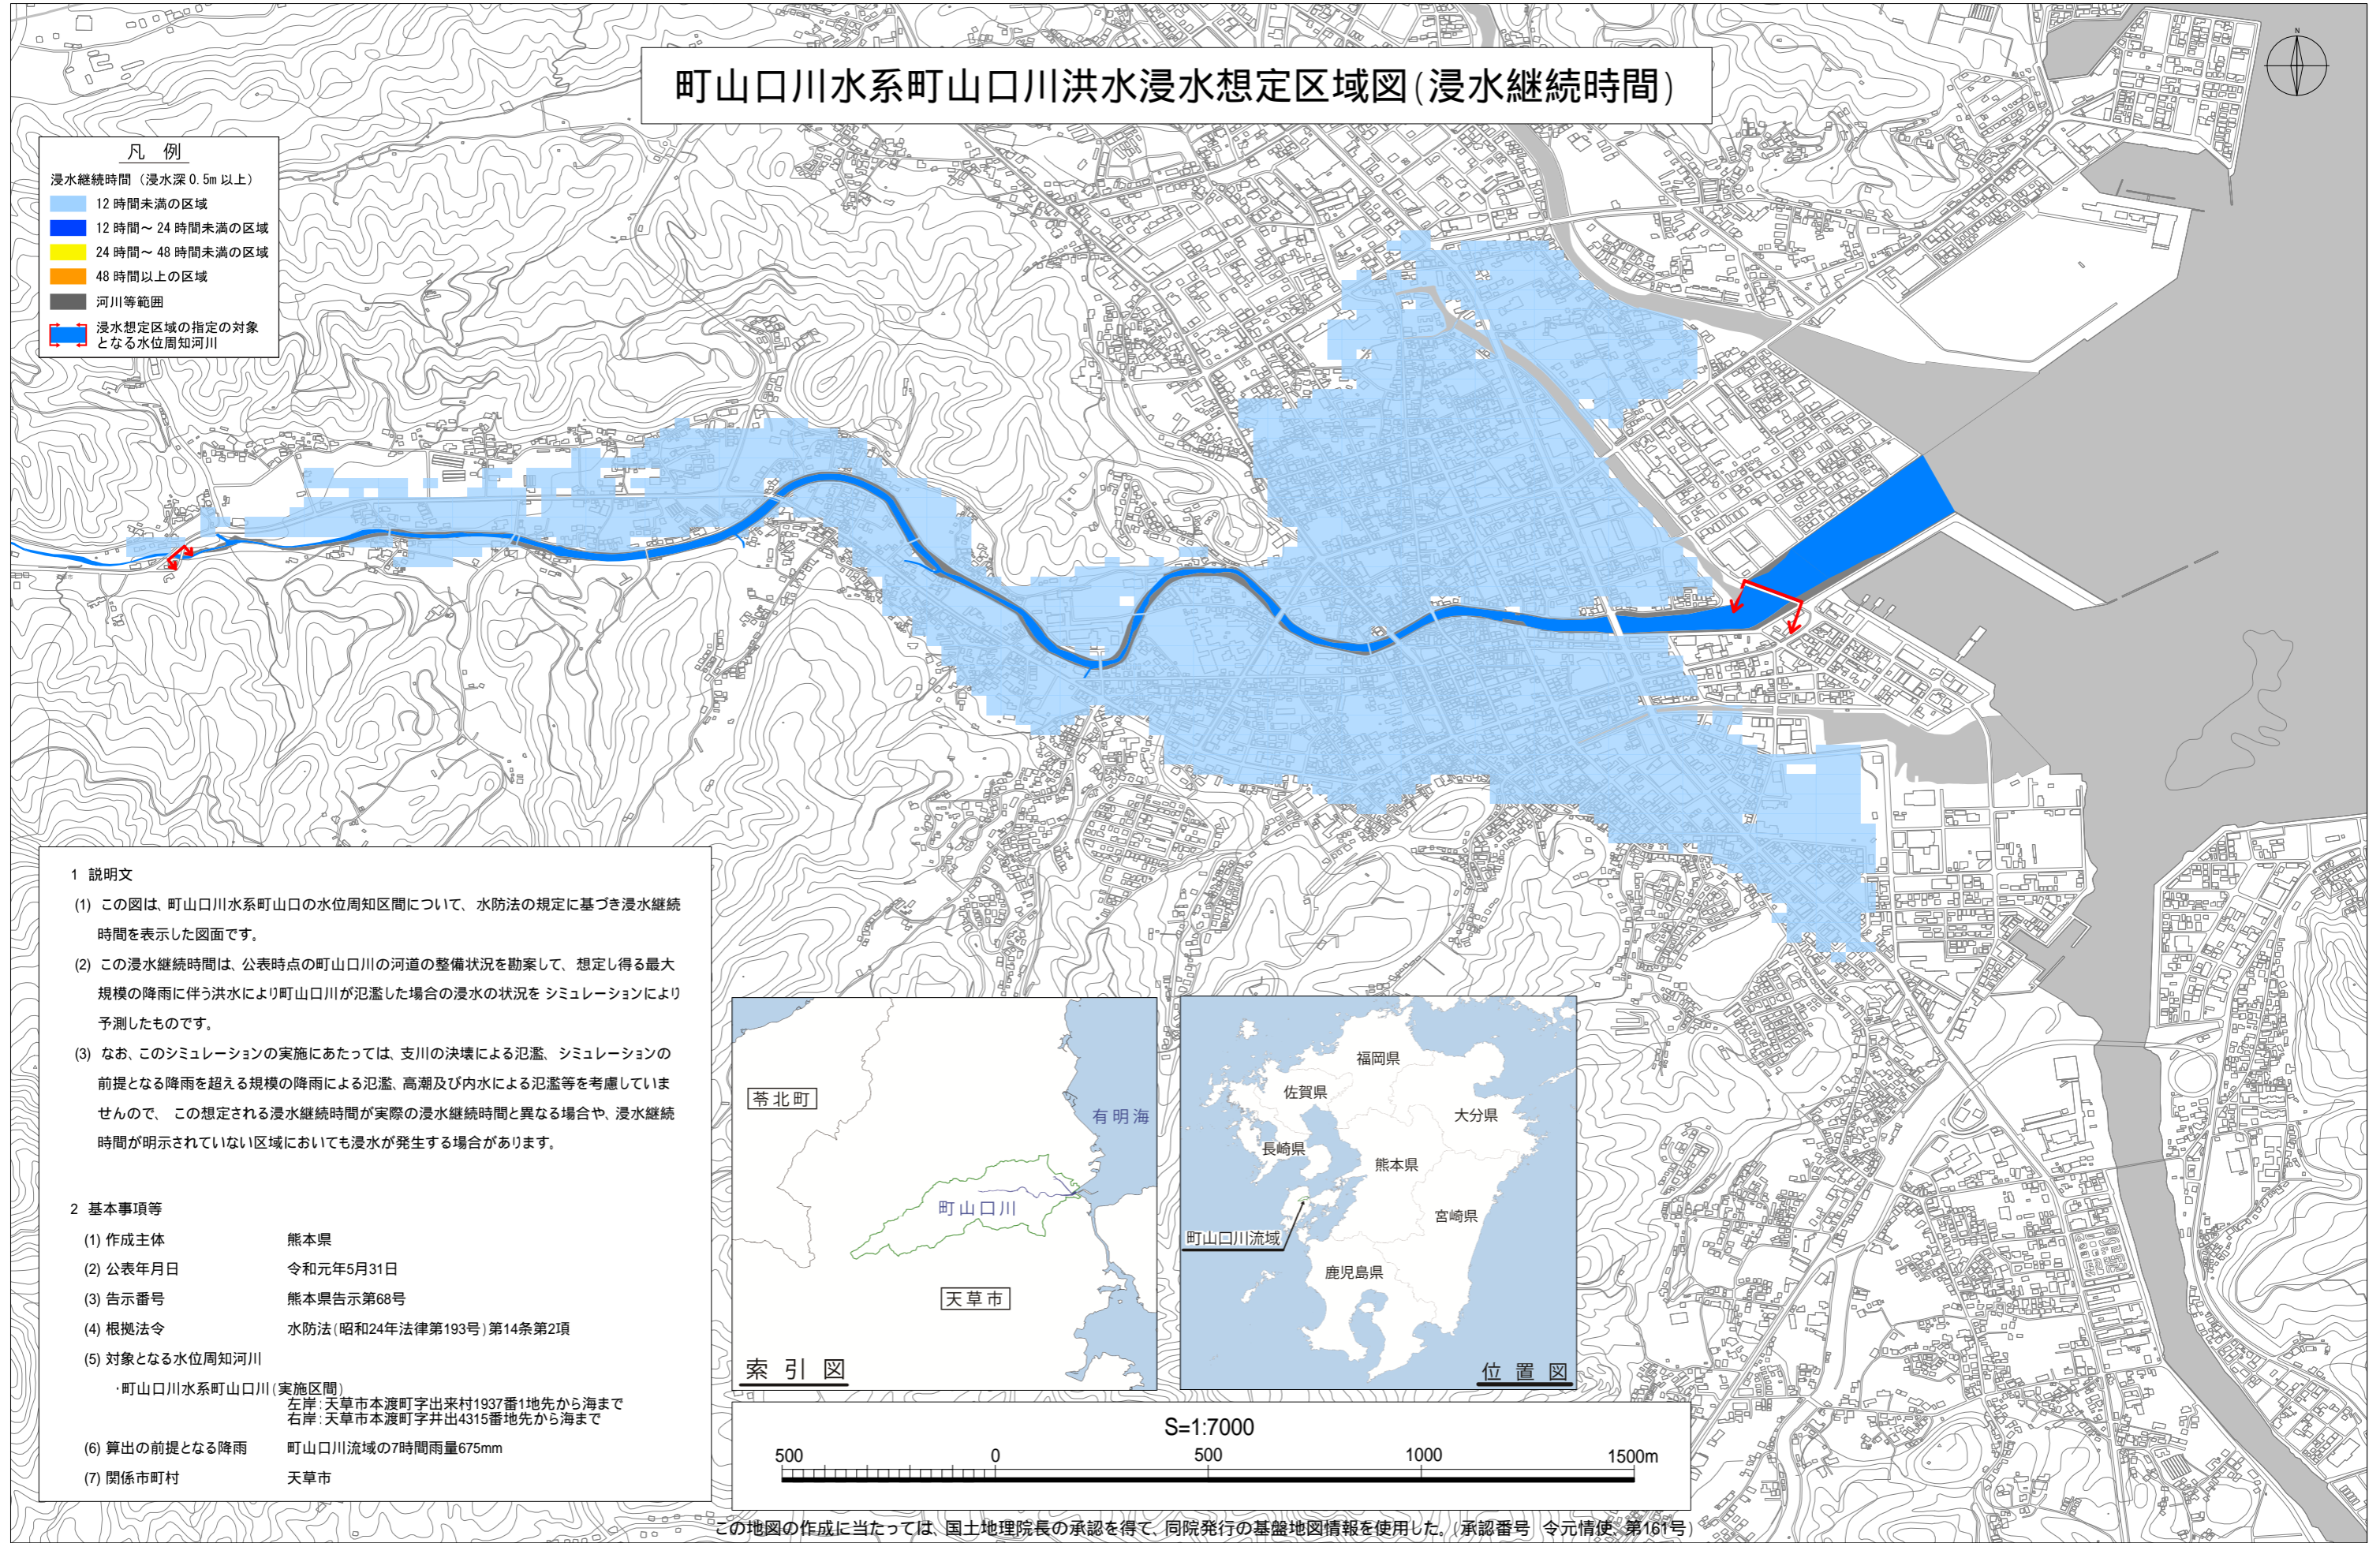 町山口川水系町山口川洪水浸水想定区域図(浸水継続時間)
N
凡 例
浸水継続時間（浸水深0.5m以上）
12時間未満の区域
12時間～24時間未満の区域
24時間～48時間未満の区域
48時間以上の区域
河川等範囲
浸水想定区域の指定の対象
となる水位周知河川
1 説明文
(1) この図は、町山口川水系町山口の水位周知区間について、水防法の規定に基づき浸水継続
時間を表示した図面です。
(2) この浸水継続時間は、公表時点の町山口川の河道の整備状況を勘案して、想定し得る最大
規模の降雨に伴う洪水により町山口川が氾濫した場合の浸水の状況をシミュレーションにより
予測したものです。
(3) なお、このシミュレーションの実施にあたっては、支川の決壊による氾濫、シミュレーションの
前提となる降雨を超える規模の降雨による氾濫、高潮及び内水による氾濫等を考慮していま
せんので、この想定される浸水継続時間が実際の浸水継続時間と異なる場合や、浸水継続
時間が明示されていない区域においても浸水が発生する場合があります。
2 基本事項等
(1) 作成主体 熊本県
(2) 公表年月日 令和元年5月31日
(3) 告示番号 熊本県告示第68号
(4) 根拠法令 水防法(昭和24年法律第193号)第14条第2項
(5) 対象となる水位周知河川
・町山口川水系町山口川(実施区間)
左岸:天草市本渡町字出来村1937番1地先から海まで
右岸:天草市本渡町字井出4315番地先から海まで
(6) 算出の前提となる降雨 町山口川流域の7時間雨量675mm
(7) 関係市町村 天草市
苓北町
有明海
町山口川
天草市
索引図
福岡県
佐賀県
大分県
長崎県
熊本県
宮崎県
町山口川流域
鹿児島県
位置図
S=1:7000
500 0 500 1000 1500m
この地図の作成に当たっては、国土地理院長の承認を得て、同院発行の基盤地図情報を使用した。(承認番号 令元情使、第161号)